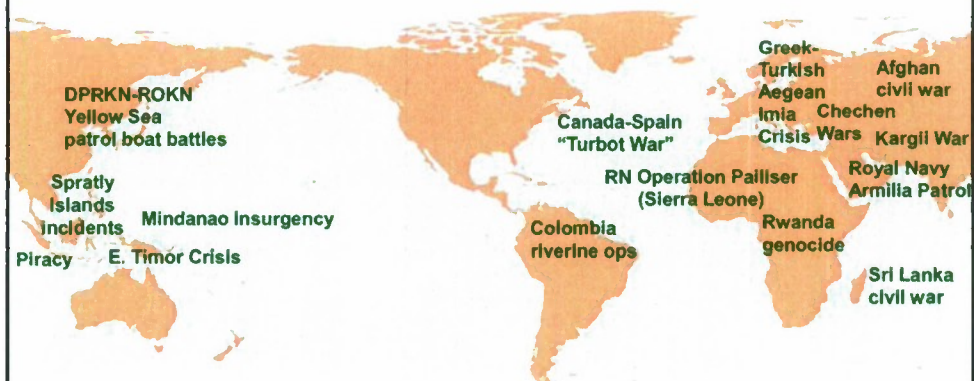 DPRKN-ROKN
Yellow Sea
patrol boat battles
Spratly
Islands
incidents
Mindanao Insurgency
Piracy
E. Timor Crisis
Canada-Spain
"Turbot War"
RN Operation Palliser
(Sierra Leone)
Colombia
riverine ops
Greek-
Turkish
Aegean
Imia
Crisis
Chechen
Wars
Afghan
civil war
Kargil War
Royal Navy
Armilla Patrol
Rwanda
genocide
Sri Lanka
civil war